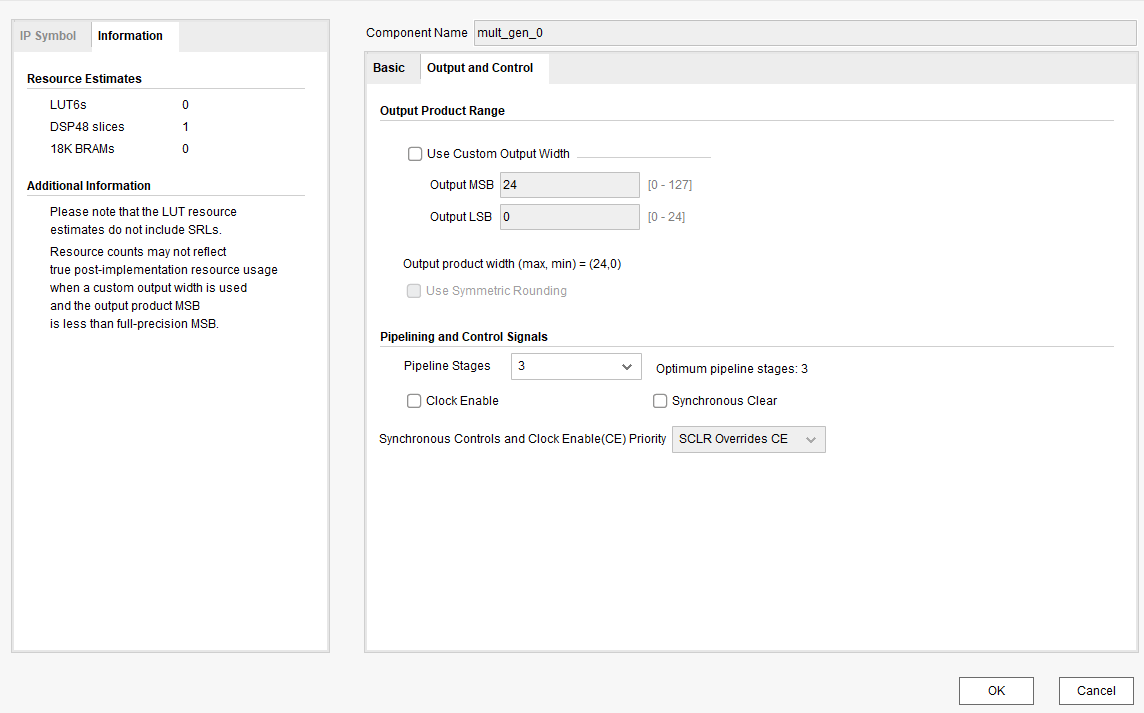 IP Symbol
Information
Resource Estimates
LUT6s 0
DSP48 slices 1
18K BRAMs 0
Additional Information
Please note that the LUT resource
estimates do not include SRLs.
Resource counts may not reflect
true post-implementation resource usage
when a custom output width is used
and the output product MSB
is less than full-precision MSB.
Component Name mult_gen_0
Basic
Output and Control
Output Product Range
Use Custom Output Width
Output MSB 24 [0 - 127]
Output LSB 0 [0 - 24]
Output product width (max, min) = (24,0)
Use Symmetric Rounding
Pipelining and Control Signals
Pipeline Stages 3 Optimum pipeline stages: 3
Clock Enable Synchronous Clear
Synchronous Controls and Clock Enable(CE) Priority SCLR Overrides CE
OK Cancel